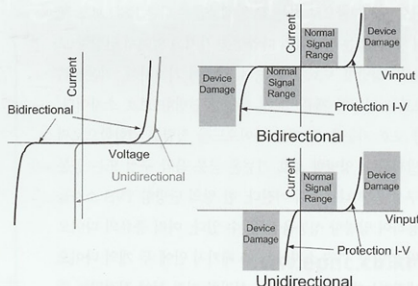 Current
Bidirectional
Voltage
Unidirectional
Current
Normal
Signal
Range
Device
Damage
Device
Damage
Normal
Signal
Range
Vinput
Protection I-V
Bidirectional
Current
Normal
Signal
Range
Device
Damage
Vinput
Device
Damage
Protection I-V
Unidirectional